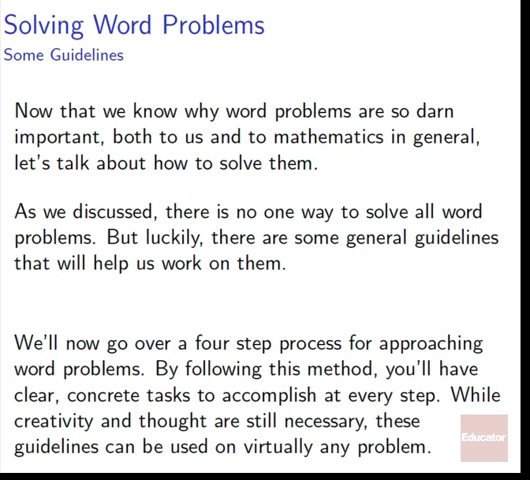 Solving Word Problems
Some Guidelines
Now that we know why word problems are so darn
important, both to us and to mathematics in general,
let's talk about how to solve them.
As we discussed, there is no one way to solve all word
problems. But luckily, there are some general guidelines
that will help us work on them.
We'll now go over a four step process for approaching
word problems. By following this method, you'll have
clear, concrete tasks to accomplish at every step. While
creativity and thought are still necessary, these
guidelines can be used on virtually any problem.
Educator